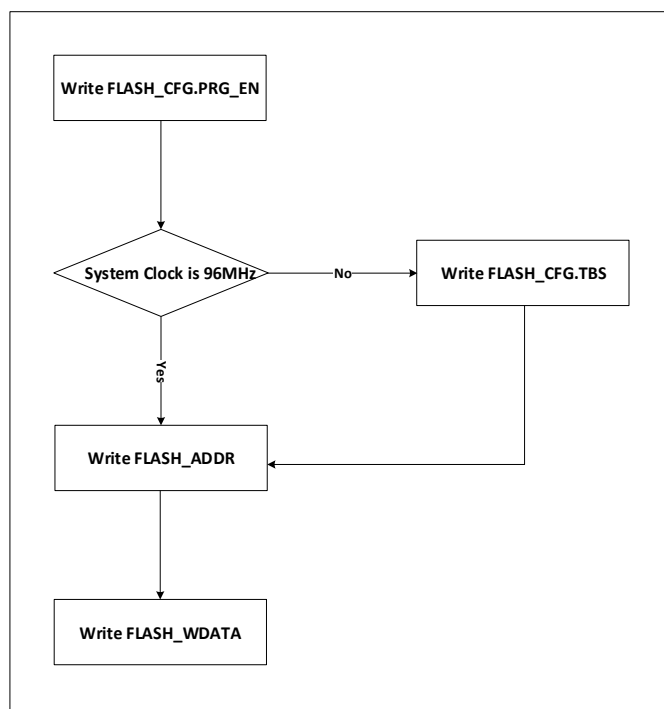 Write FLASH_CFG.PRG_EN
System Clock is 96MHz
No
Write FLASH_CFG.TBS
Yes
Write FLASH_ADDR
Write FLASH_WDATA